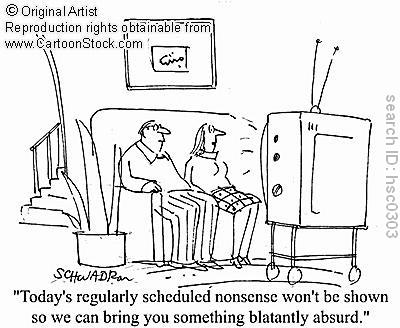 © Original Artist
Reproduction rights obtainable from
www.CartoonStock.com
search ID: hsc0303
SCHWADRON
"Today's regularly scheduled nonsense won't be shown
so we can bring you something blatantly absurd."